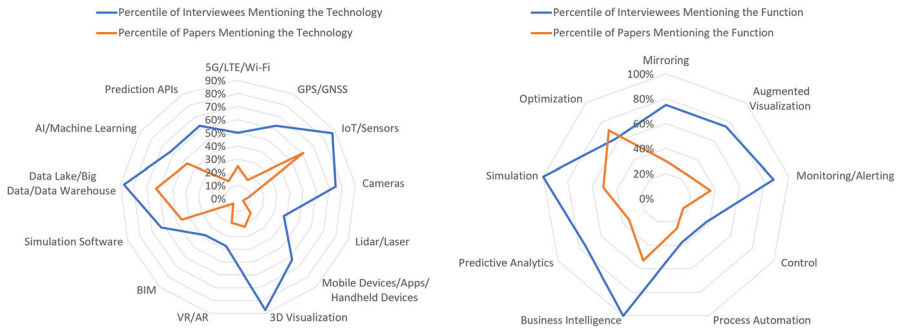 Percentile of Interviewees Mentioning the Technology
Percentile of Papers Mentioning the Technology
5G/LTE/Wi-Fi
GPS/GNSS
IoT/Sensors
Cameras
Lidar/Laser
Mobile Devices/Apps/
Handheld Devices
3D Visualization
VR/AR
BIM
Simulation Software
Data Lake/Big
Data/Data Warehouse
AI/Machine Learning
Prediction APIs
90%
80%
70%
60%
50%
40%
30%
20%
10%
0%
Percentile of Interviewees Mentioning the Function
Percentile of Papers Mentioning the Function
Mirroring
Augmented
Visualization
Monitoring/Alerting
Control
Process Automation
Business Intelligence
Predictive Analytics
Simulation
Optimization
100%
80%
60%
40%
20%
0%